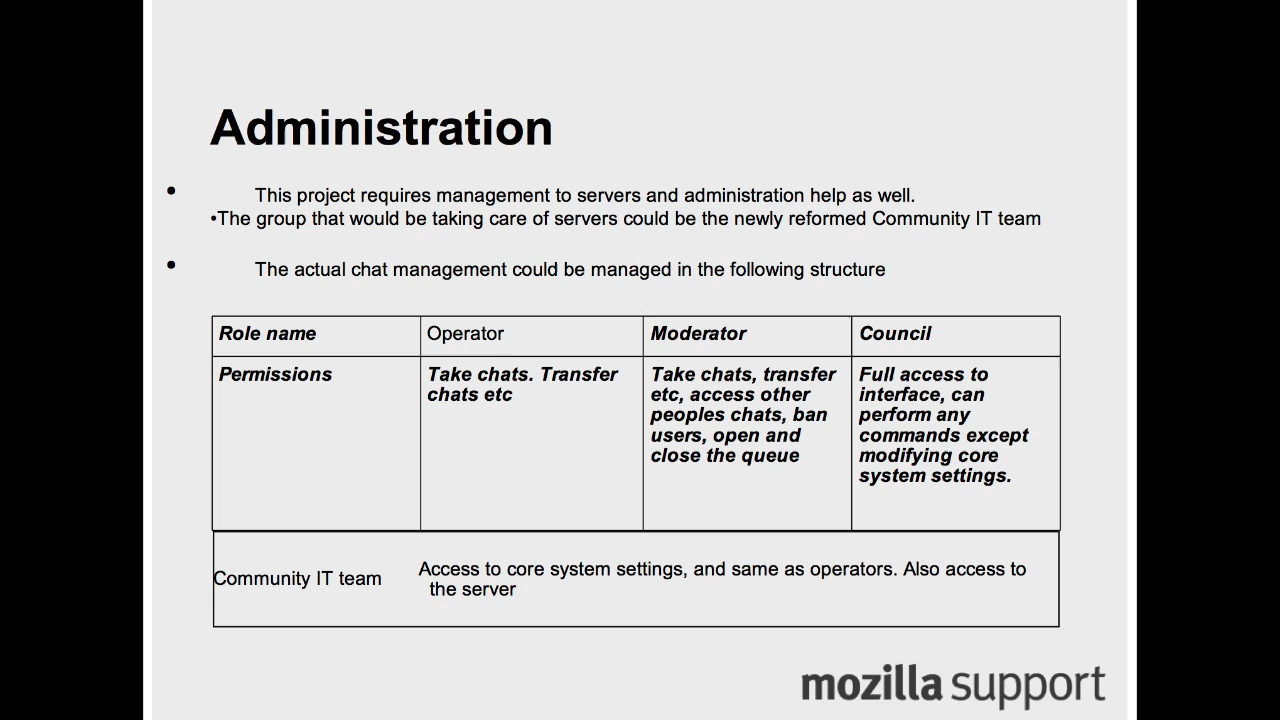 Administration
• This project requires management to servers and administration help as well.
•The group that would be taking care of servers could be the newly reformed Community IT team
• The actual chat management could be managed in the following structure
Role name Operator Moderator Council
Permissions
Take chats. Transfer
chats etc
Take chats, transfer
etc, access other
peoples chats, ban
users, open and
close the queue
Full access to
interface, can
perform any
commands except
modifying core
system settings.
Community IT team
Access to core system settings, and same as operators. Also access to
the server
mozilla support